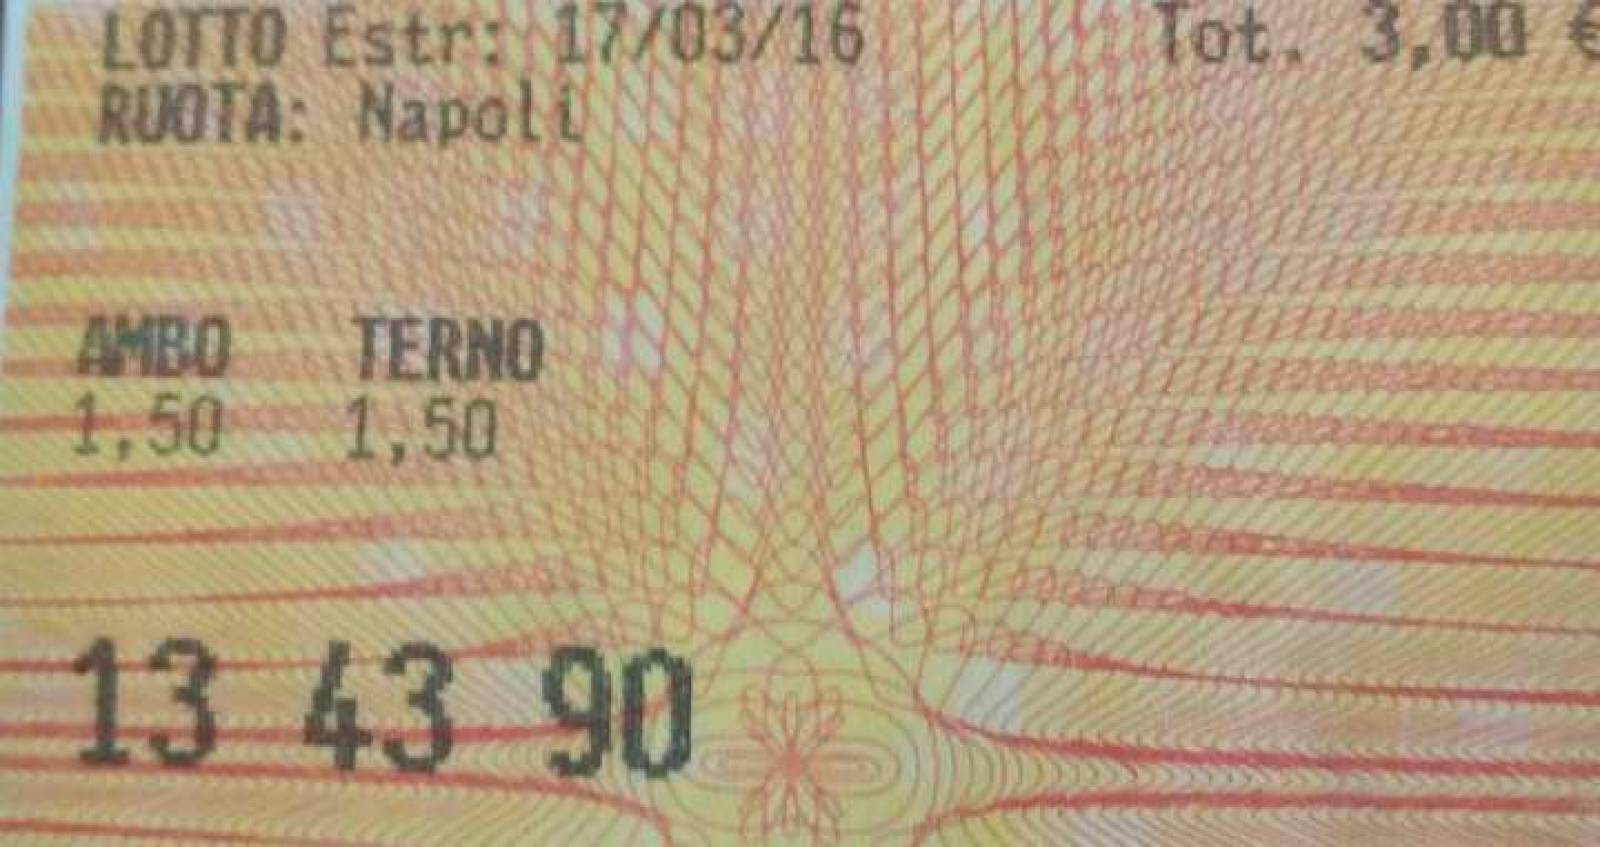 LOTTO Estr: 17/03/16 Tot. 3,00 €
RUOTA: Napoli
AMBO TERNO
1,50 1,50
13 43 90